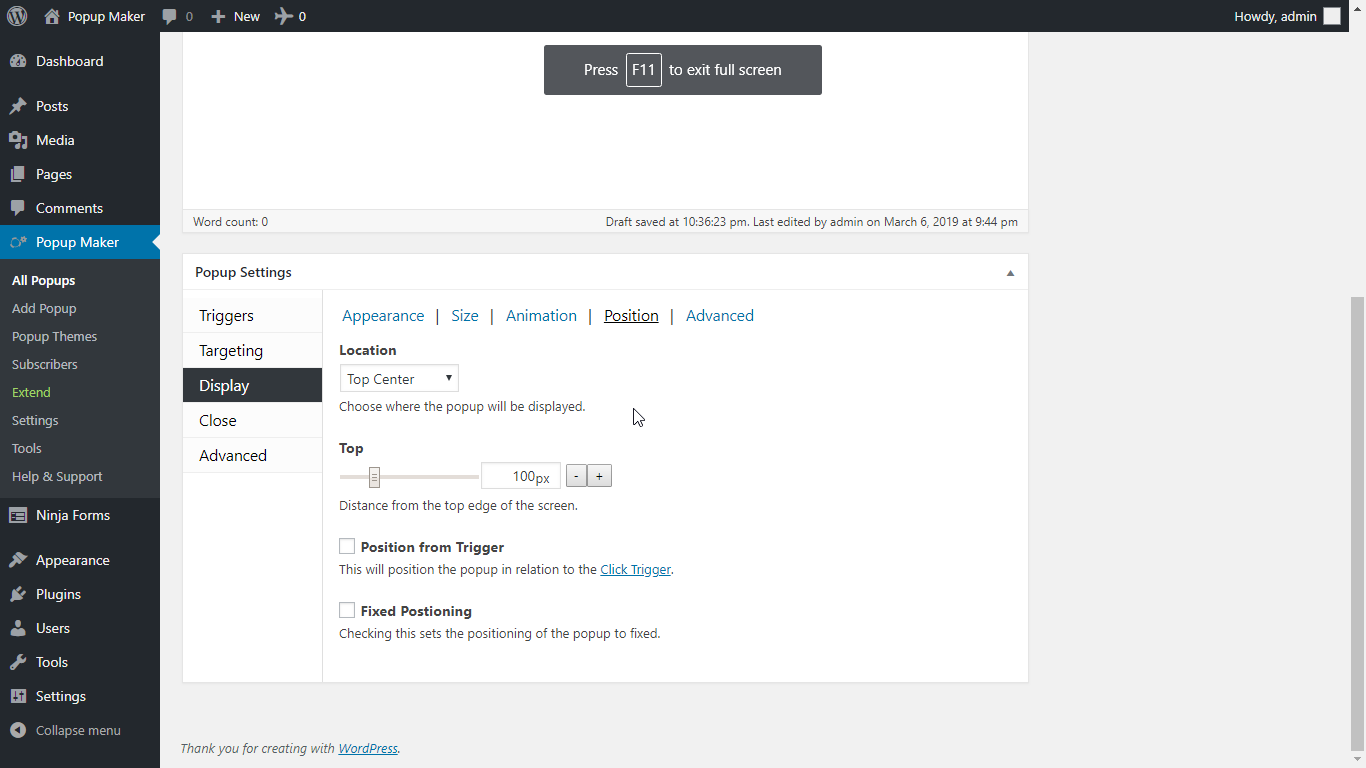 Popup Maker 0 New 0 Howdy, admin
Dashboard
Posts
Media
Pages
Comments
Popup Maker
All Popups
Add Popup
Popup Themes
Subscribers
Extend
Settings
Tools
Help & Support
Ninja Forms
Appearance
Plugins
Users
Tools
Settings
Collapse menu
Press F11 to exit full screen
Word count: 0 Draft saved at 10:36:23 pm. Last edited by admin on March 6, 2019 at 9:44 pm
Popup Settings
Triggers
Targeting
Display
Close
Advanced
Appearance | Size | Animation | Position | Advanced
Location
Top Center
Choose where the popup will be displayed.
Top
100px - +
Distance from the top edge of the screen.
Position from Trigger
This will position the popup in relation to the Click Trigger.
Fixed Postioning
Checking this sets the positioning of the popup to fixed.
Thank you for creating with WordPress.